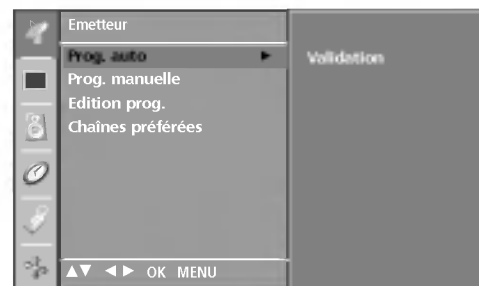 Emetteur
Prog. auto ►
Validation
Prog. manuelle
Edition prog.
Chaînes préférées
▲▼ ◄► OK MENU